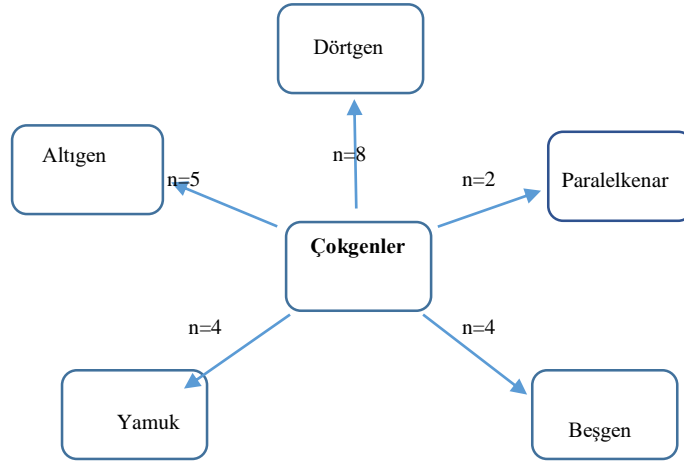 Dörtgen
Altıgen
n=8
n=5
n=2
Paralelkenar
Çokgenler
n=4
n=4
Yamuk
Beşgen